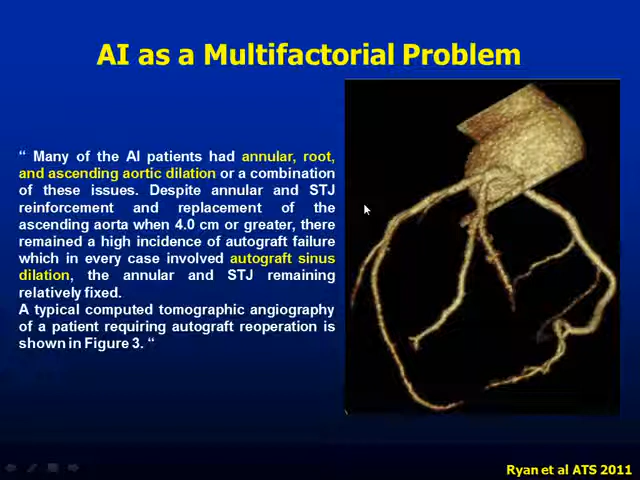 AI as a Multifactorial Problem
“ Many of the AI patients had annular, root,
and ascending aortic dilation or a combination
of these issues. Despite annular and STJ
reinforcement and replacement of the
ascending aorta when 4.0 cm or greater, there
remained a high incidence of autograft failure
which in every case involved autograft sinus
dilation, the annular and STJ remaining
relatively fixed.
A typical computed tomographic angiography
of a patient requiring autograft reoperation is
shown in Figure 3. “
Ryan et al ATS 2011